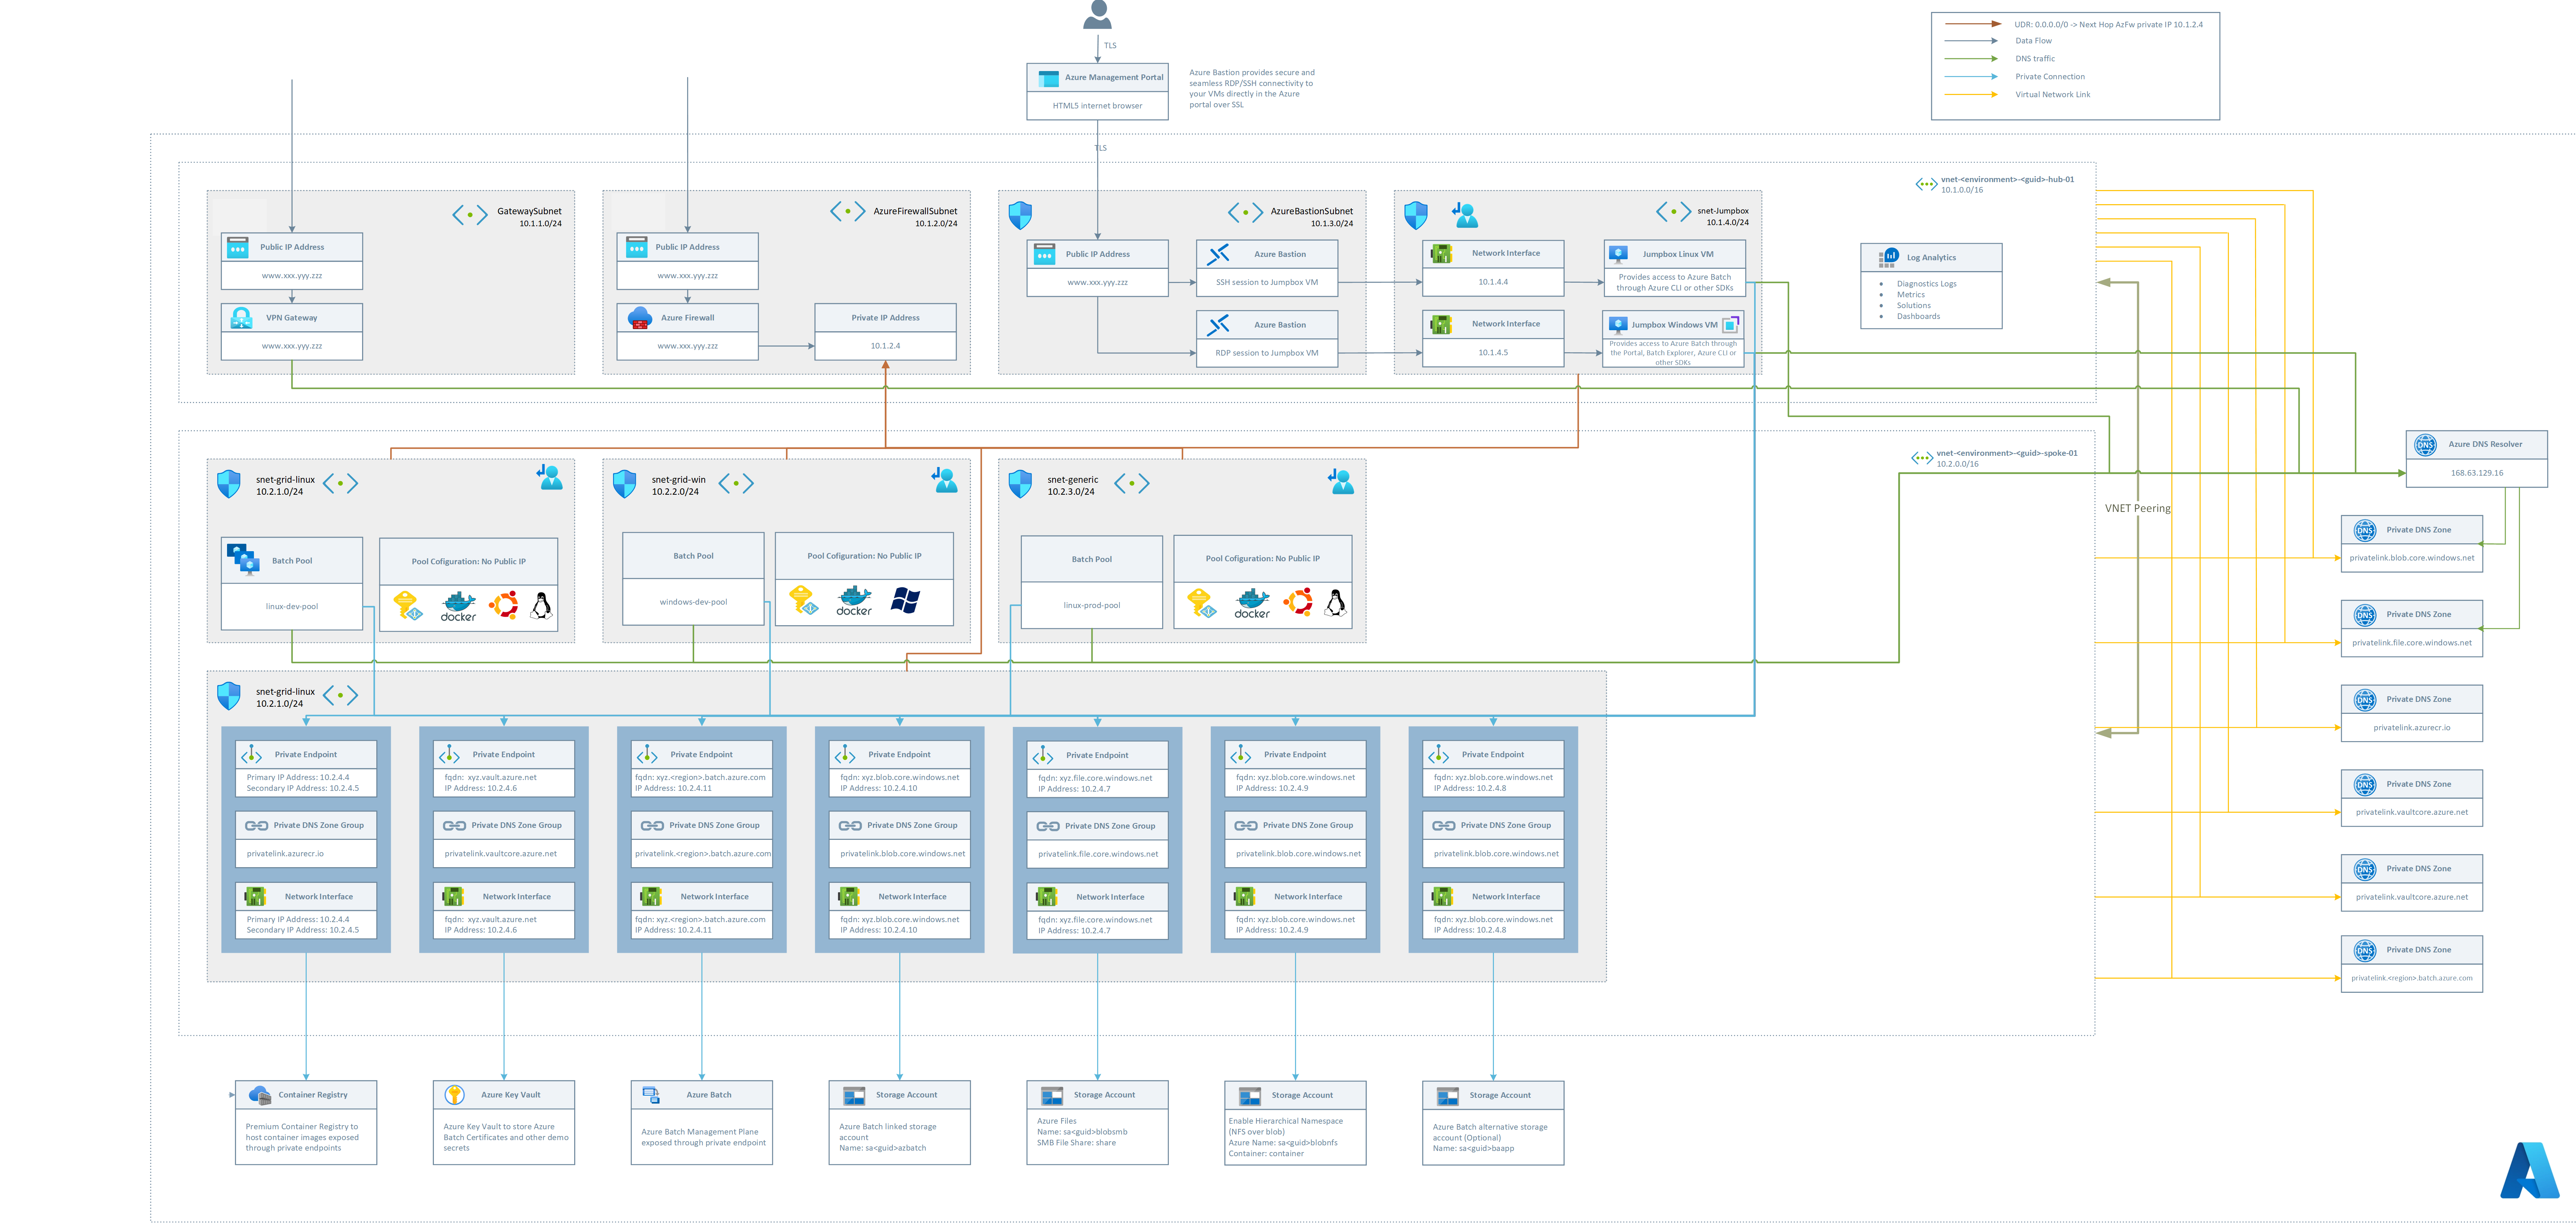 TLS
Azure Management Portal
HTML5 internet browser
Azure Bastion provides secure and
seamless RDP/SSH connectivity to
your VMs directly in the Azure
portal over SSL
UDR: 0.0.0.0/0 -> Next Hop AzFw private IP 10.1.2.4
Data Flow
DNS traffic
Private Connection
Virtual Network Link
TLS
vnet-<environment>-<guid>-hub-01
10.1.0.0/16
GatewaySubnet
10.1.1.0/24
Public IP Address
www.xxx.yyy.zzz
VPN Gateway
www.xxx.yyy.zzz
AzureFirewallSubnet
10.1.2.0/24
Public IP Address
www.xxx.yyy.zzz
Azure Firewall
www.xxx.yyy.zzz
Private IP Address
10.1.2.4
AzureBastionSubnet
10.1.3.0/24
Public IP Address
www.xxx.yyy.zzz
Azure Bastion
SSH session to Jumpbox VM
Azure Bastion
RDP session to Jumpbox VM
snet-Jumpbox
10.1.4.0/24
Network Interface
10.1.4.4
Jumpbox Linux VM
Provides access to Azure Batch
through Azure CLI or other SDKs
Network Interface
10.1.4.5
Jumpbox Windows VM
Provides access to Azure Batch through
the Portal, Batch Explorer, Azure CLI or
other SDKs
Log Analytics
• Diagnostics Logs
• Metrics
• Solutions
• Dashboards
vnet-<environment>-<guid>-spoke-01
10.2.0.0/16
VNET Peering
DNS
Azure DNS Resolver
168.63.129.16
snet-grid-linux
10.2.1.0/24
Batch Pool
linux-dev-pool
Pool Cofiguration: No Public IP
docker
snet-grid-win
10.2.2.0/24
Batch Pool
windows-dev-pool
Pool Cofiguration: No Public IP
docker
snet-generic
10.2.3.0/24
Batch Pool
linux-prod-pool
Pool Cofiguration: No Public IP
docker
DNS
Private DNS Zone
privatelink.blob.core.windows.net
DNS
Private DNS Zone
privatelink.file.core.windows.net
DNS
Private DNS Zone
privatelink.azurecr.io
DNS
Private DNS Zone
privatelink.vaultcore.azure.net
DNS
Private DNS Zone
privatelink.vaultcore.azure.net
DNS
Private DNS Zone
privatelink.<region>.batch.azure.com
snet-grid-linux
10.2.1.0/24
Private Endpoint
Primary IP Address: 10.2.4.4
Secondary IP Address: 10.2.4.5
Private DNS Zone Group
privatelink.azurecr.io
Network Interface
Primary IP Address: 10.2.4.4
Secondary IP Address: 10.2.4.5
Private Endpoint
fqdn: xyz.vault.azure.net
IP Address: 10.2.4.6
Private DNS Zone Group
privatelink.vaultcore.azure.net
Network Interface
fqdn: xyz.vault.azure.net
IP Address: 10.2.4.6
Private Endpoint
fqdn: xyz.<region>.batch.azure.com
IP Address: 10.2.4.11
Private DNS Zone Group
privatelink.<region>.batch.azure.com
Network Interface
fqdn: xyz.<region>.batch.azure.com
IP Address: 10.2.4.11
Private Endpoint
fqdn: xyz.blob.core.windows.net
IP Address: 10.2.4.10
Private DNS Zone Group
privatelink.blob.core.windows.net
Network Interface
fqdn: xyz.blob.core.windows.net
IP Address: 10.2.4.10
Private Endpoint
fqdn: xyz.file.core.windows.net
IP Address: 10.2.4.7
Private DNS Zone Group
privatelink.file.core.windows.net
Network Interface
fqdn: xyz.file.core.windows.net
IP Address: 10.2.4.7
Private Endpoint
fqdn: xyz.blob.core.windows.net
IP Address: 10.2.4.9
Private DNS Zone Group
privatelink.blob.core.windows.net
Network Interface
fqdn: xyz.blob.core.windows.net
IP Address: 10.2.4.9
Private Endpoint
fqdn: xyz.blob.core.windows.net
IP Address: 10.2.4.8
Private DNS Zone Group
privatelink.blob.core.windows.net
Network Interface
fqdn: xyz.blob.core.windows.net
IP Address: 10.2.4.8
Container Registry
Premium Container Registry to
host container images exposed
through private endpoints
Azure Key Vault
Azure Key Vault to store Azure
Batch Certificates and other demo
secrets
Azure Batch
Azure Batch Management Plane
exposed through private endpoint
Storage Account
Azure Batch linked storage
account
Name: sa<guid>azbatch
Storage Account
Azure Files
Name: sa<guid>blobsmb
SMB File Share: share
Storage Account
Enable Hierarchical Namespace
(NFS over blob)
Azure Name: sa<guid>blobnfs
Container: container
Storage Account
Azure Batch alternative storage
account (Optional)
Name: sa<guid>baapp